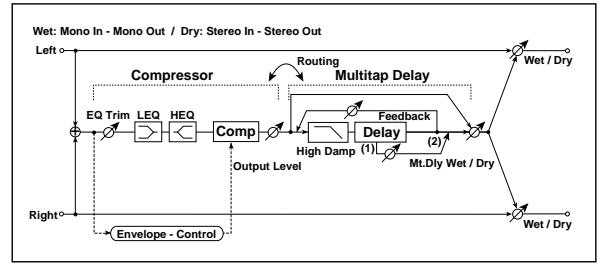 Wet: Mono In - Mono Out / Dry: Stereo In - Stereo Out
Left
Wet / Dry
Routing
Compressor
Multitap Delay
EQ Trim
LEQ
HEQ
Comp
Feedback
High Damp
Delay
(1)
(2)
Mt.Dly Wet / Dry
Output Level
Right
Envelope - Control
Wet / Dry